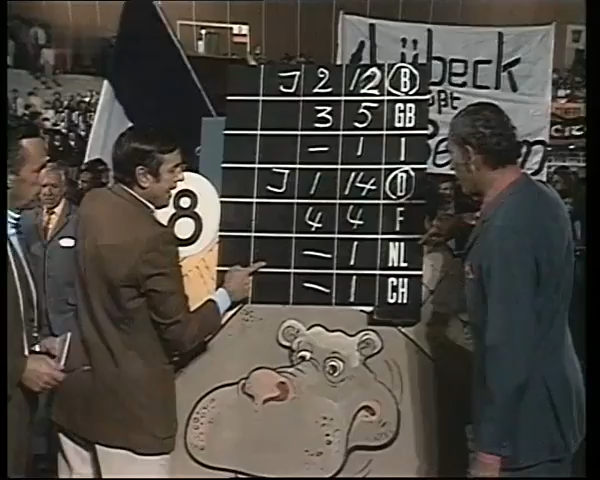 Lübeck
J 2 12 B
3 5 GB
- 1 I
J 1 14 D
4 4 F
- 1 NL
- 1 CH
8